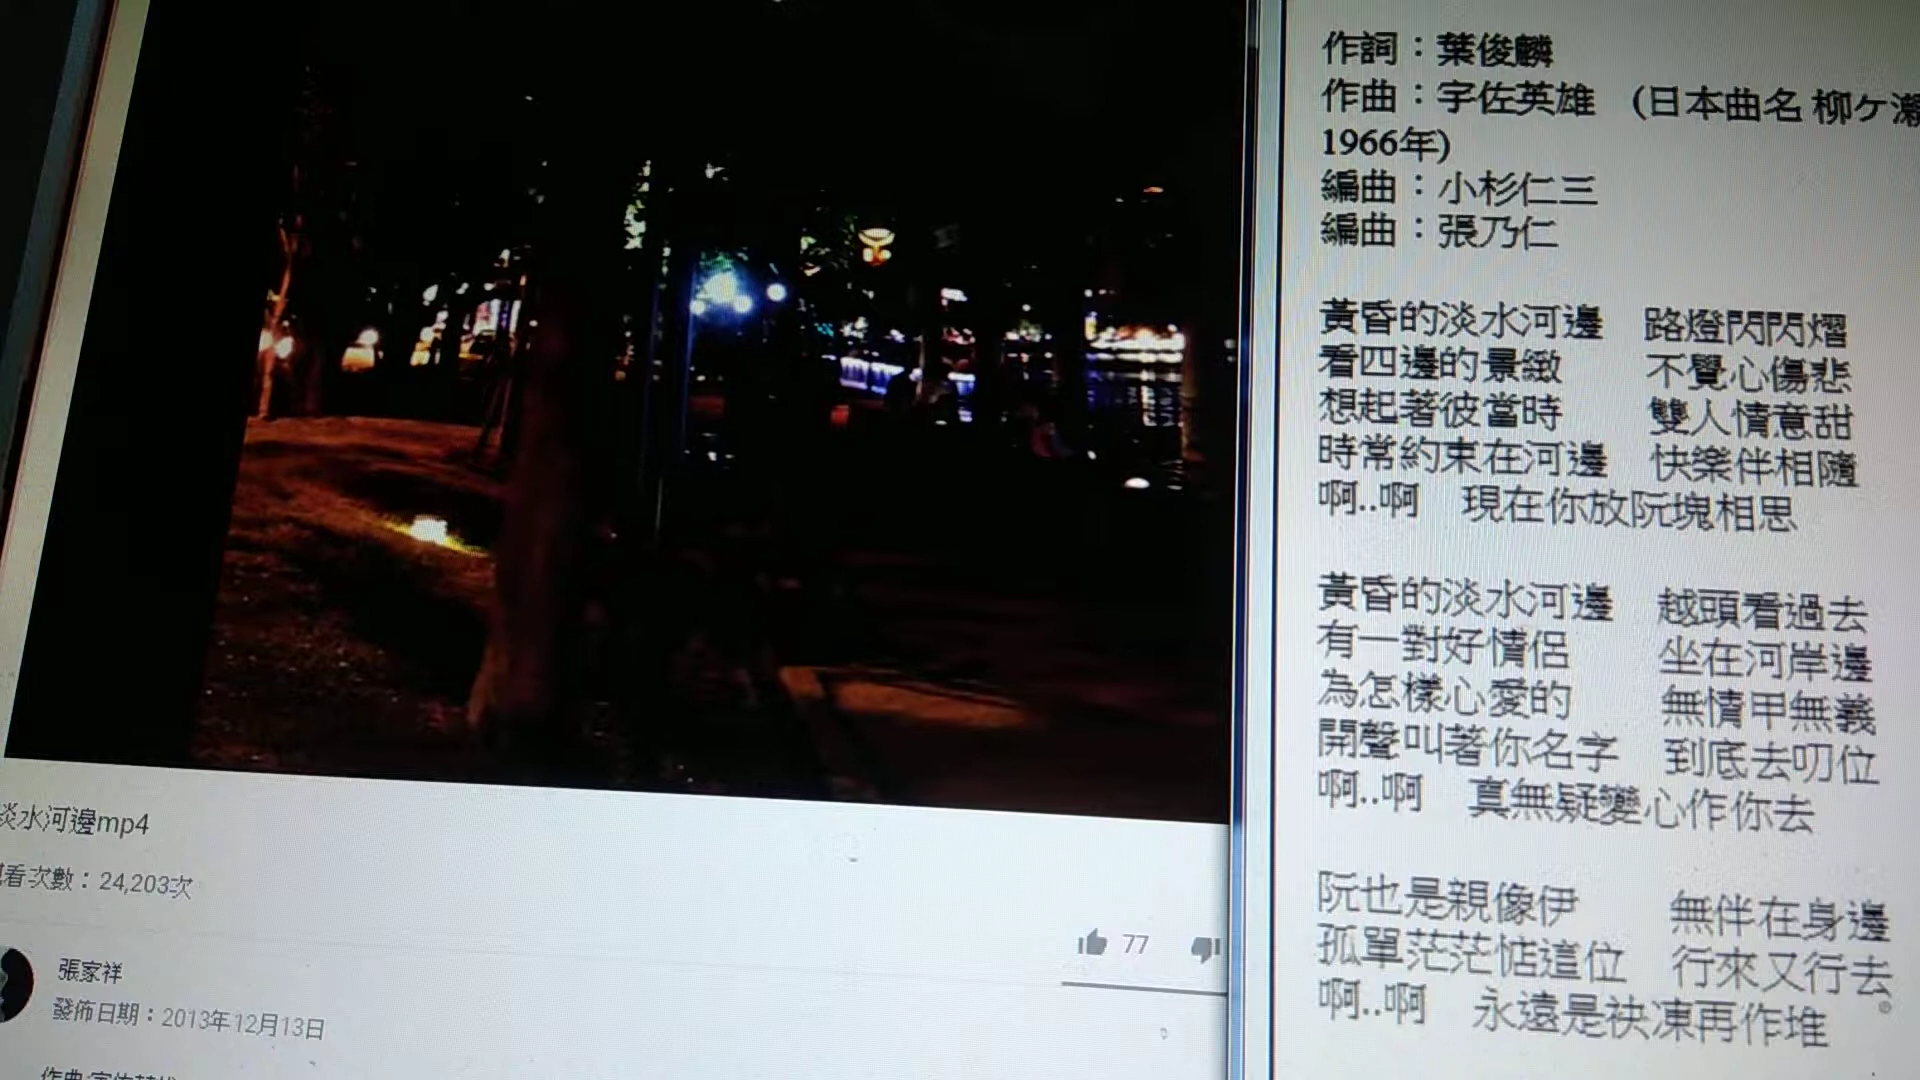 作詞：葉俊麟
作曲：宇佐英雄 (日本曲名 柳ケ瀨
1966年)
編曲：小杉仁三
編曲：張乃仁
黃昏的淡水河邊 路燈閃閃熠
看四邊的景緻 不覺心傷悲
想起著彼當時 雙人情意甜
時常約束在河邊 快樂伴相隨
啊..啊 現在你放阮塊相思
黃昏的淡水河邊 越頭看過去
有一對好情侶 坐在河岸邊
為怎樣心愛的 無情甲無義
開聲叫著你名字 到底去叨位
啊..啊 真無疑變心作你去
阮也是親像伊 無伴在身邊
孤單茫茫惦這位 行來又行去
啊..啊 永遠是袂凍再作堆
淡水河邊mp4
觀看次數：24,203次
77
張家祥
發佈日期：2013年12月13日